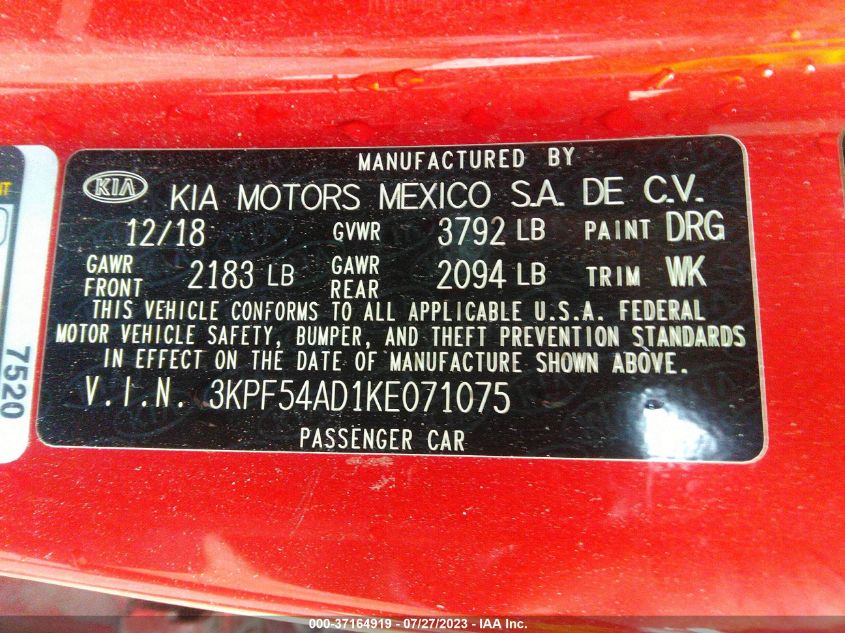 MANUFACTURED BY
KIA KIA MOTORS MEXICO S.A. DE C.V.
12/18 GVWR 3792 LB PAINT DRG
GAWR FRONT 2183 LB GAWR REAR 2094 LB TRIM WK
THIS VEHICLE CONFORMS TO ALL APPLICABLE U.S.A. FEDERAL
MOTOR VEHICLE SAFETY, BUMPER, AND THEFT PREVENTION STANDARDS
IN EFFECT ON THE DATE OF MANUFACTURE SHOWN ABOVE.
V.I.N. 3KPF54AD1KE071075
PASSENGER CAR
7520
000-37164919 / 07/27/2023 - IAA Inc.